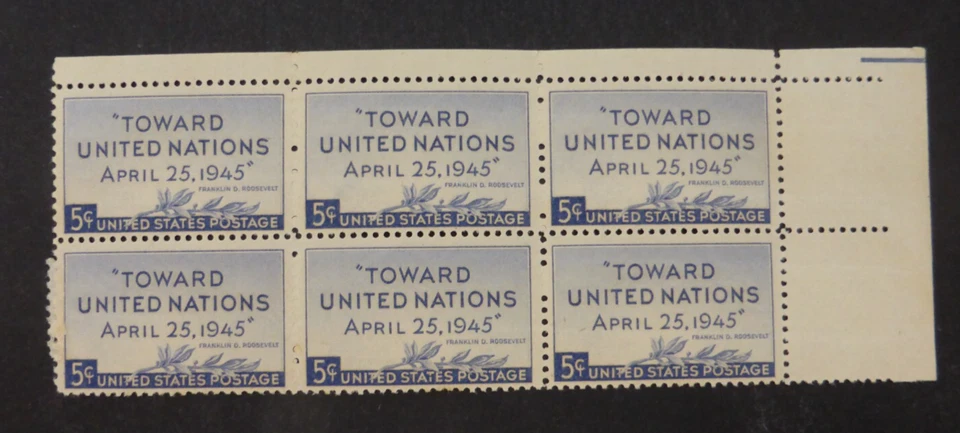 "TOWARD
UNITED NATIONS
APRIL 25, 1945"
FRANKLIN D. ROOSEVELT
5¢ UNITED STATES POSTAGE
"TOWARD
UNITED NATIONS
APRIL 25, 1945"
FRANKLIN D. ROOSEVELT
5¢ UNITED STATES POSTAGE
"TOWARD
UNITED NATIONS
APRIL 25, 1945"
FRANKLIN D. ROOSEVELT
5¢ UNITED STATES POSTAGE
"TOWARD
UNITED NATIONS
APRIL 25, 1945"
FRANKLIN D. ROOSEVELT
5¢ UNITED STATES POSTAGE
"TOWARD
UNITED NATIONS
APRIL 25, 1945"
FRANKLIN D. ROOSEVELT
5¢ UNITED STATES POSTAGE
"TOWARD
UNITED NATIONS
APRIL 25, 1945"
FRANKLIN D. ROOSEVELT
5¢ UNITED STATES POSTAGE